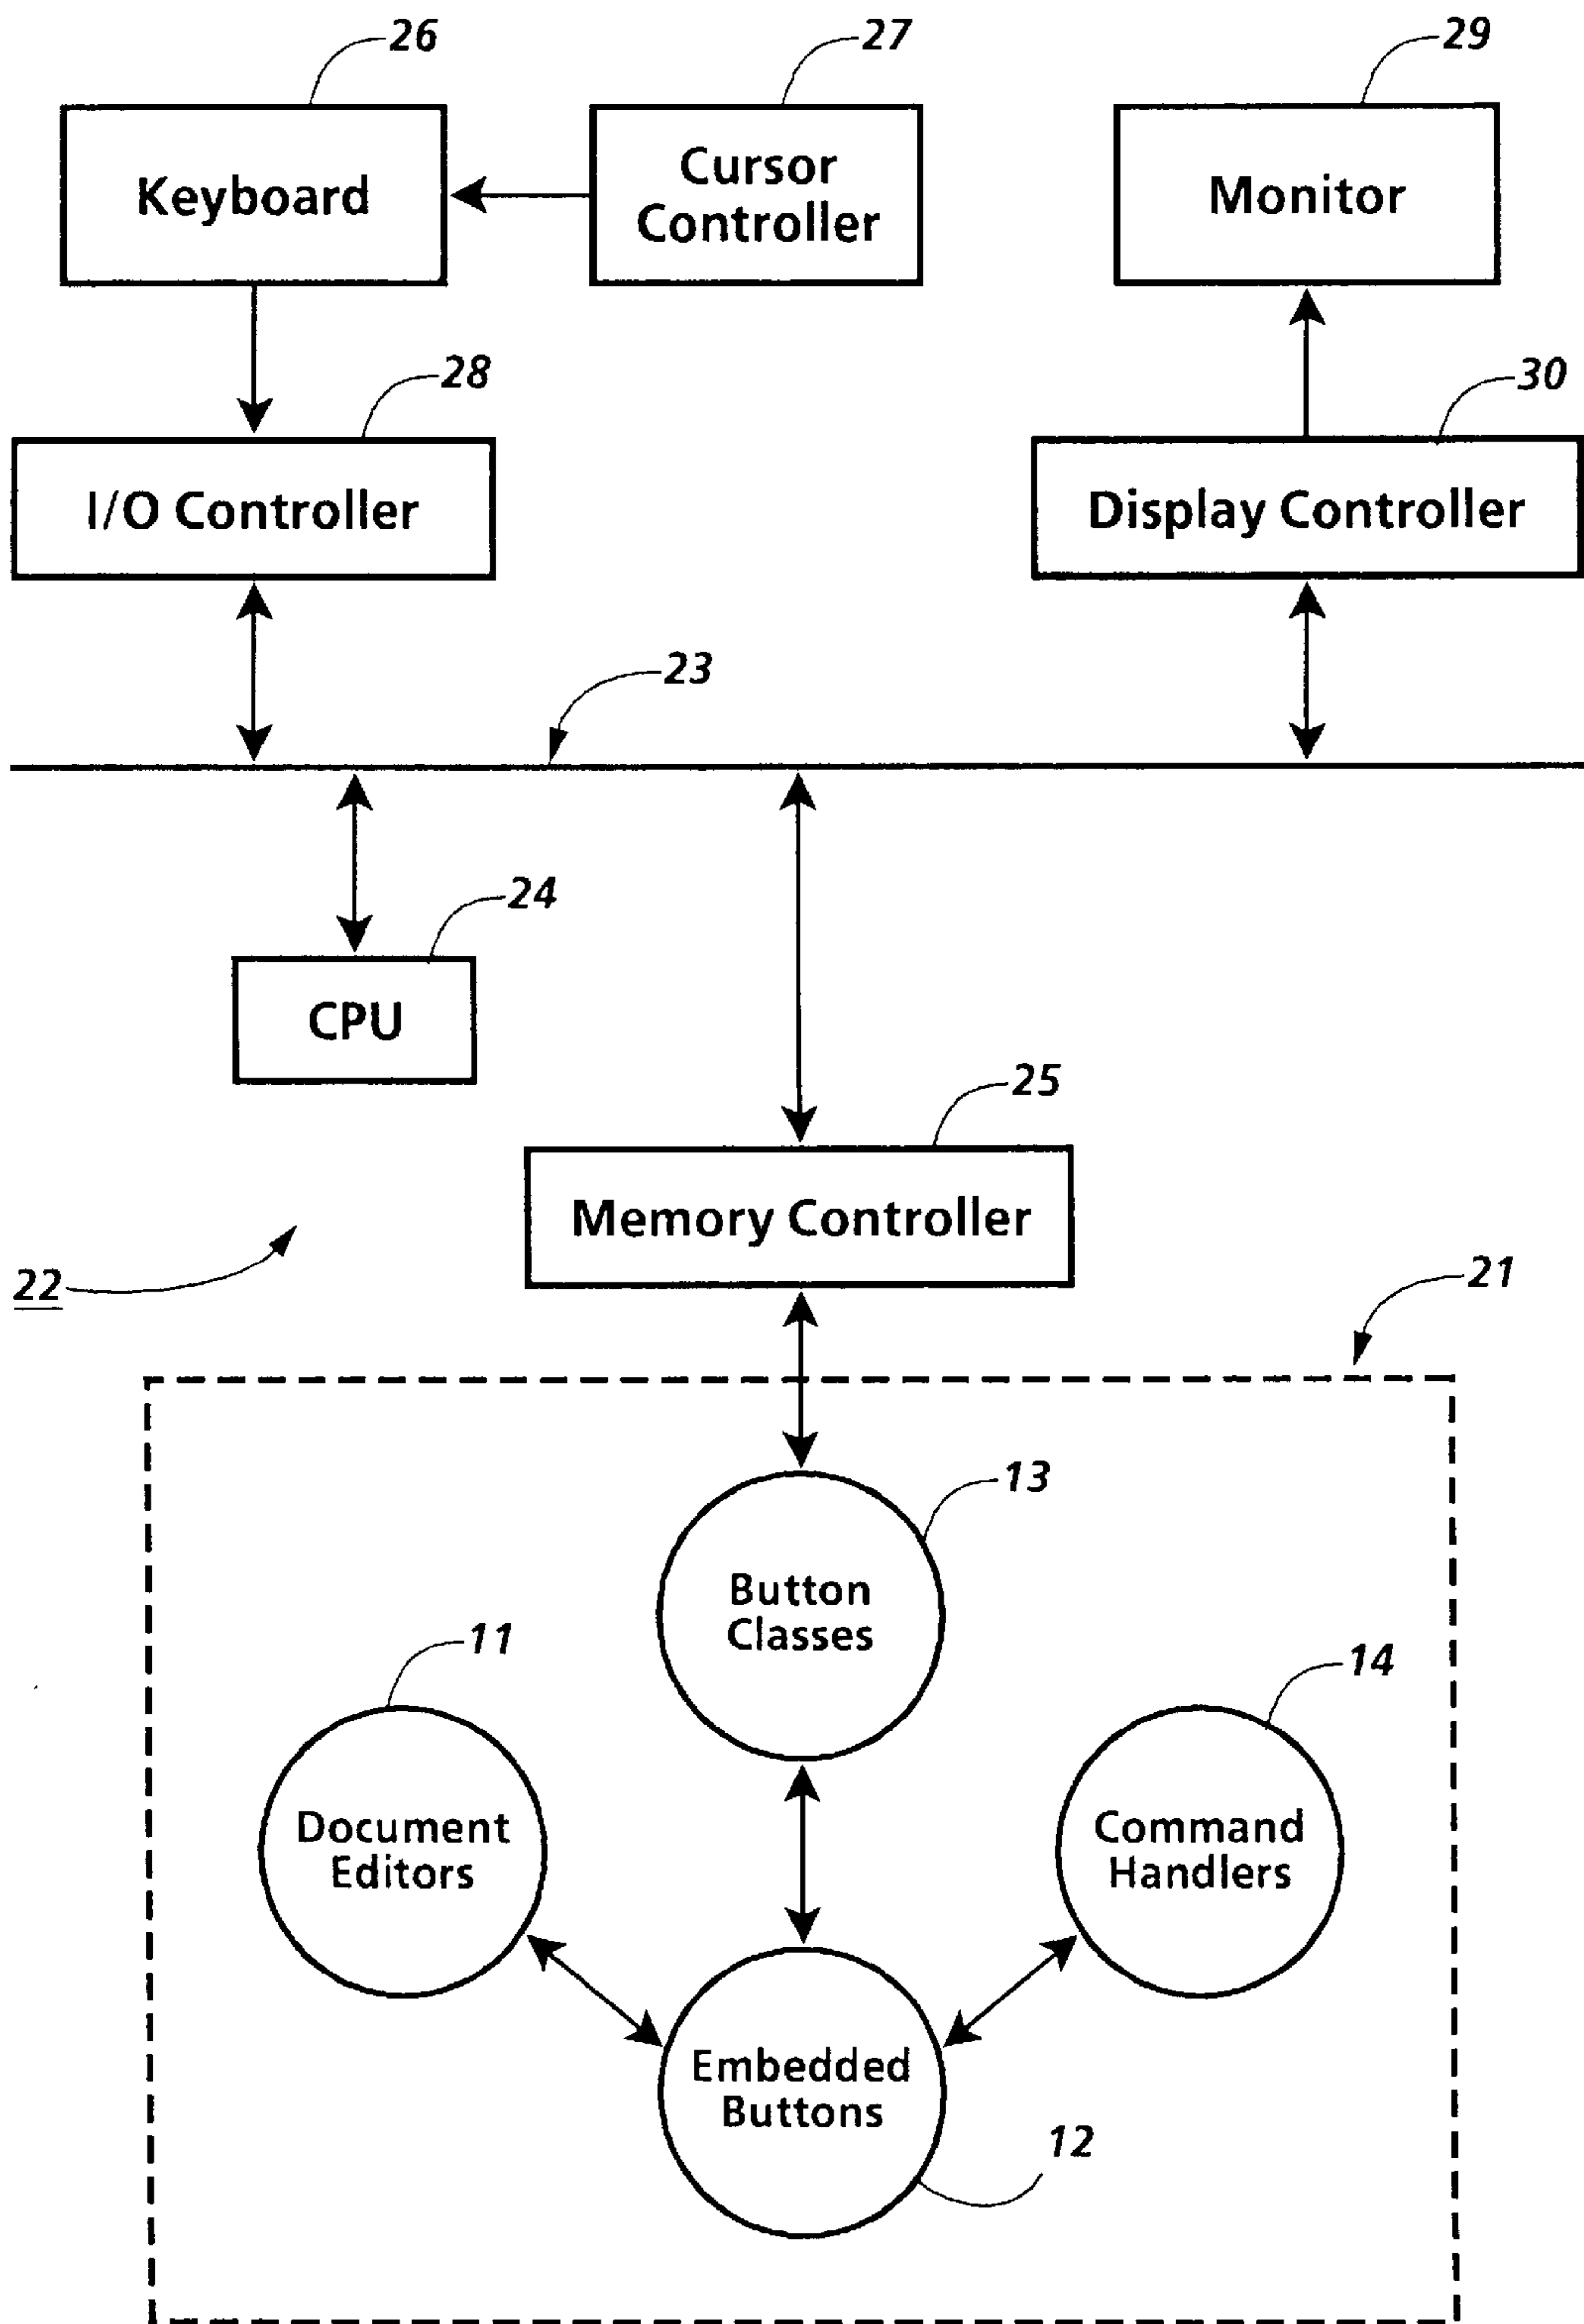 26
27
29
Keyboard
Cursor
Controller
Monitor
28
30
I/O Controller
Display Controller
23
24
CPU
25
Memory Controller
22
21
13
Button
Classes
11
14
Document
Editors
Command
Handlers
Embedded
Buttons
12